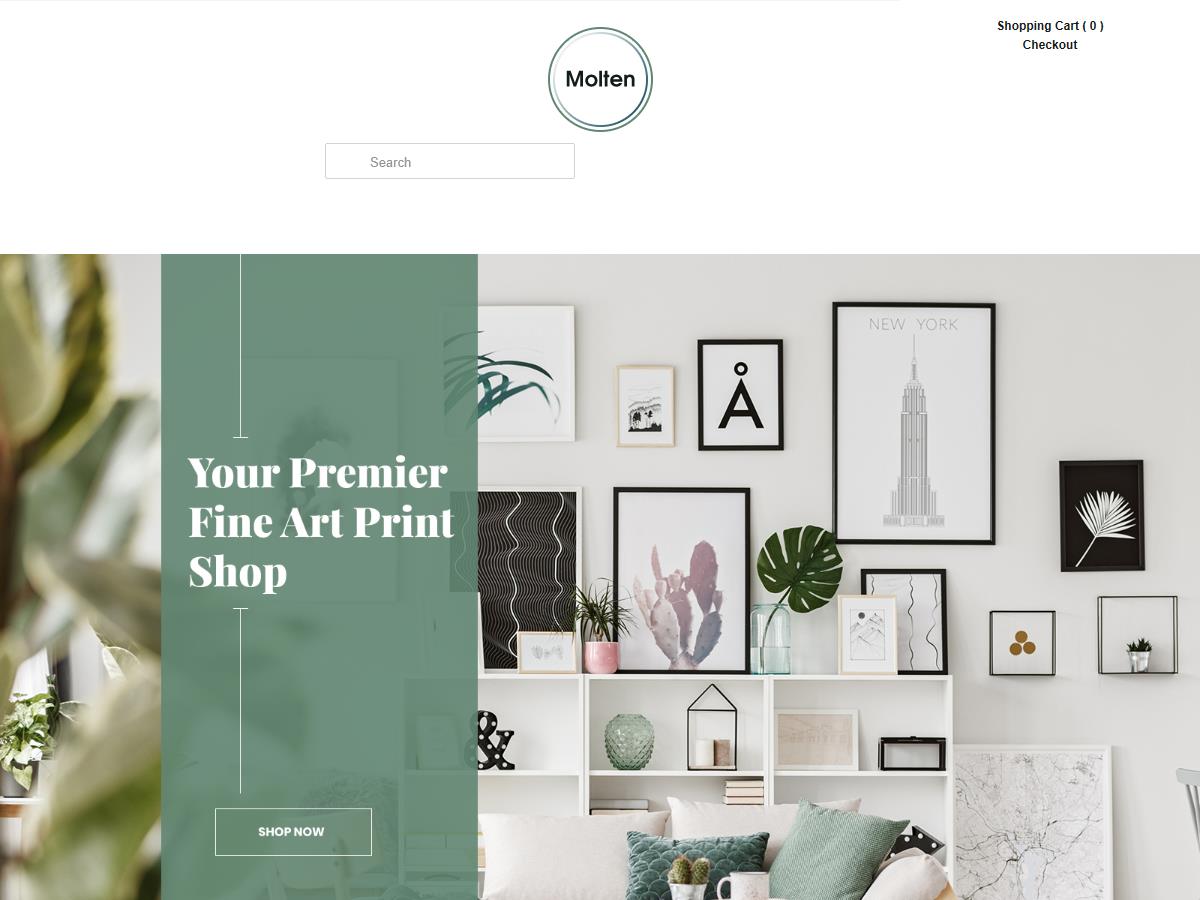 Shopping Cart ( 0 )
Checkout
Molten
Search
Your Premier
Fine Art Print
Shop
SHOP NOW
NEW YORK
Å
&